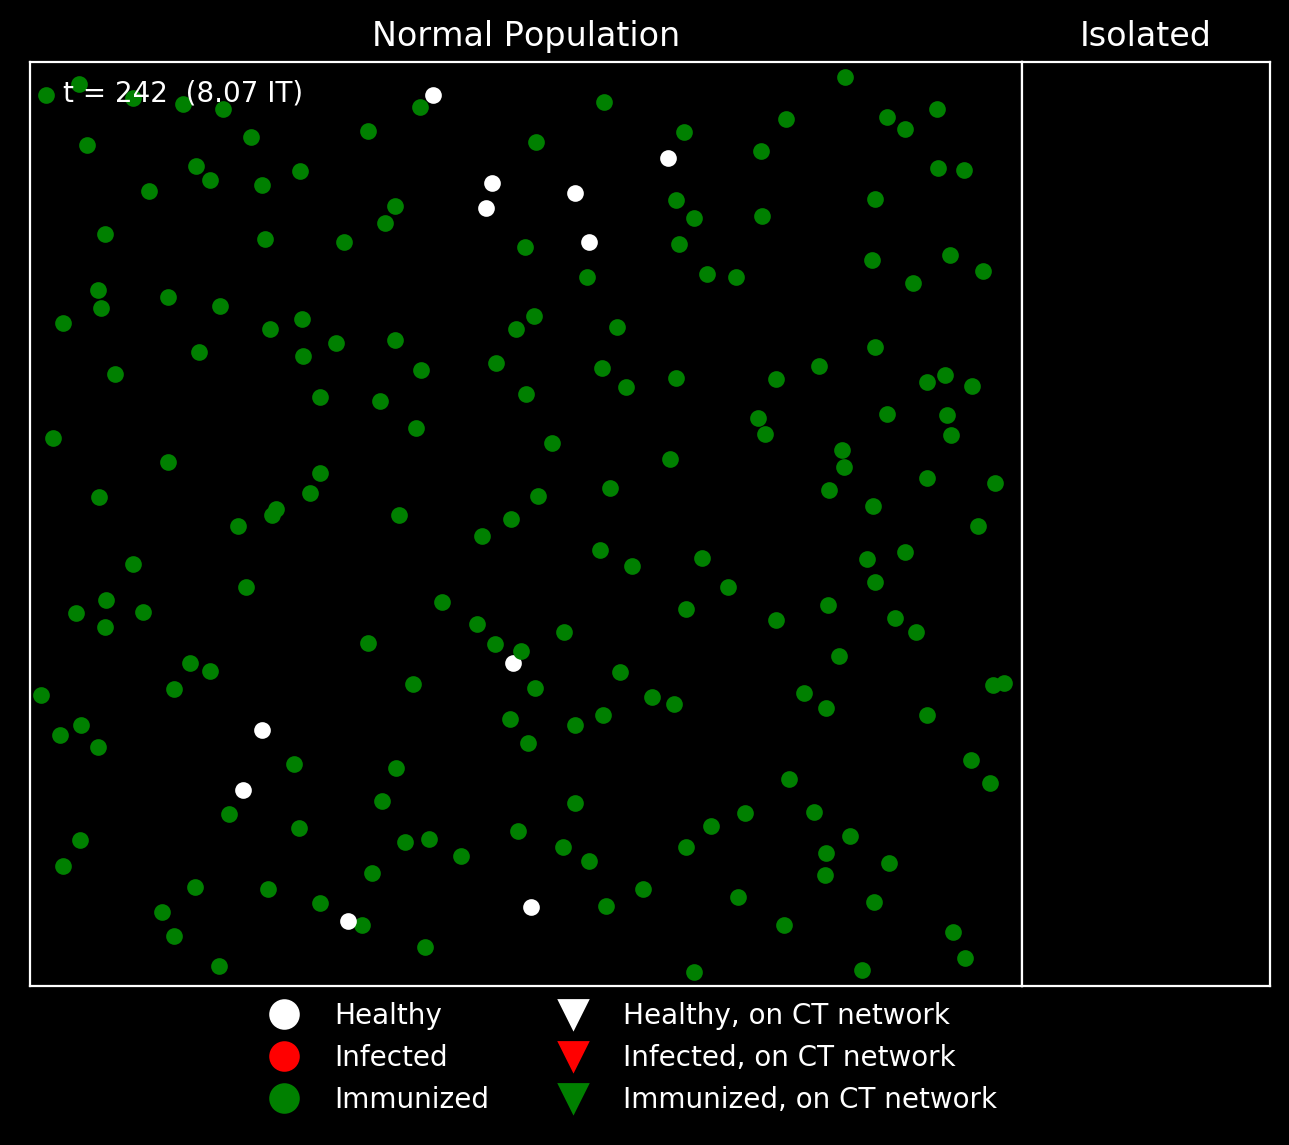 Normal Population
Isolated
t = 242  (8.07 IT)
Healthy
Infected
Immunized
Healthy, on CT network
Infected, on CT network
Immunized, on CT network